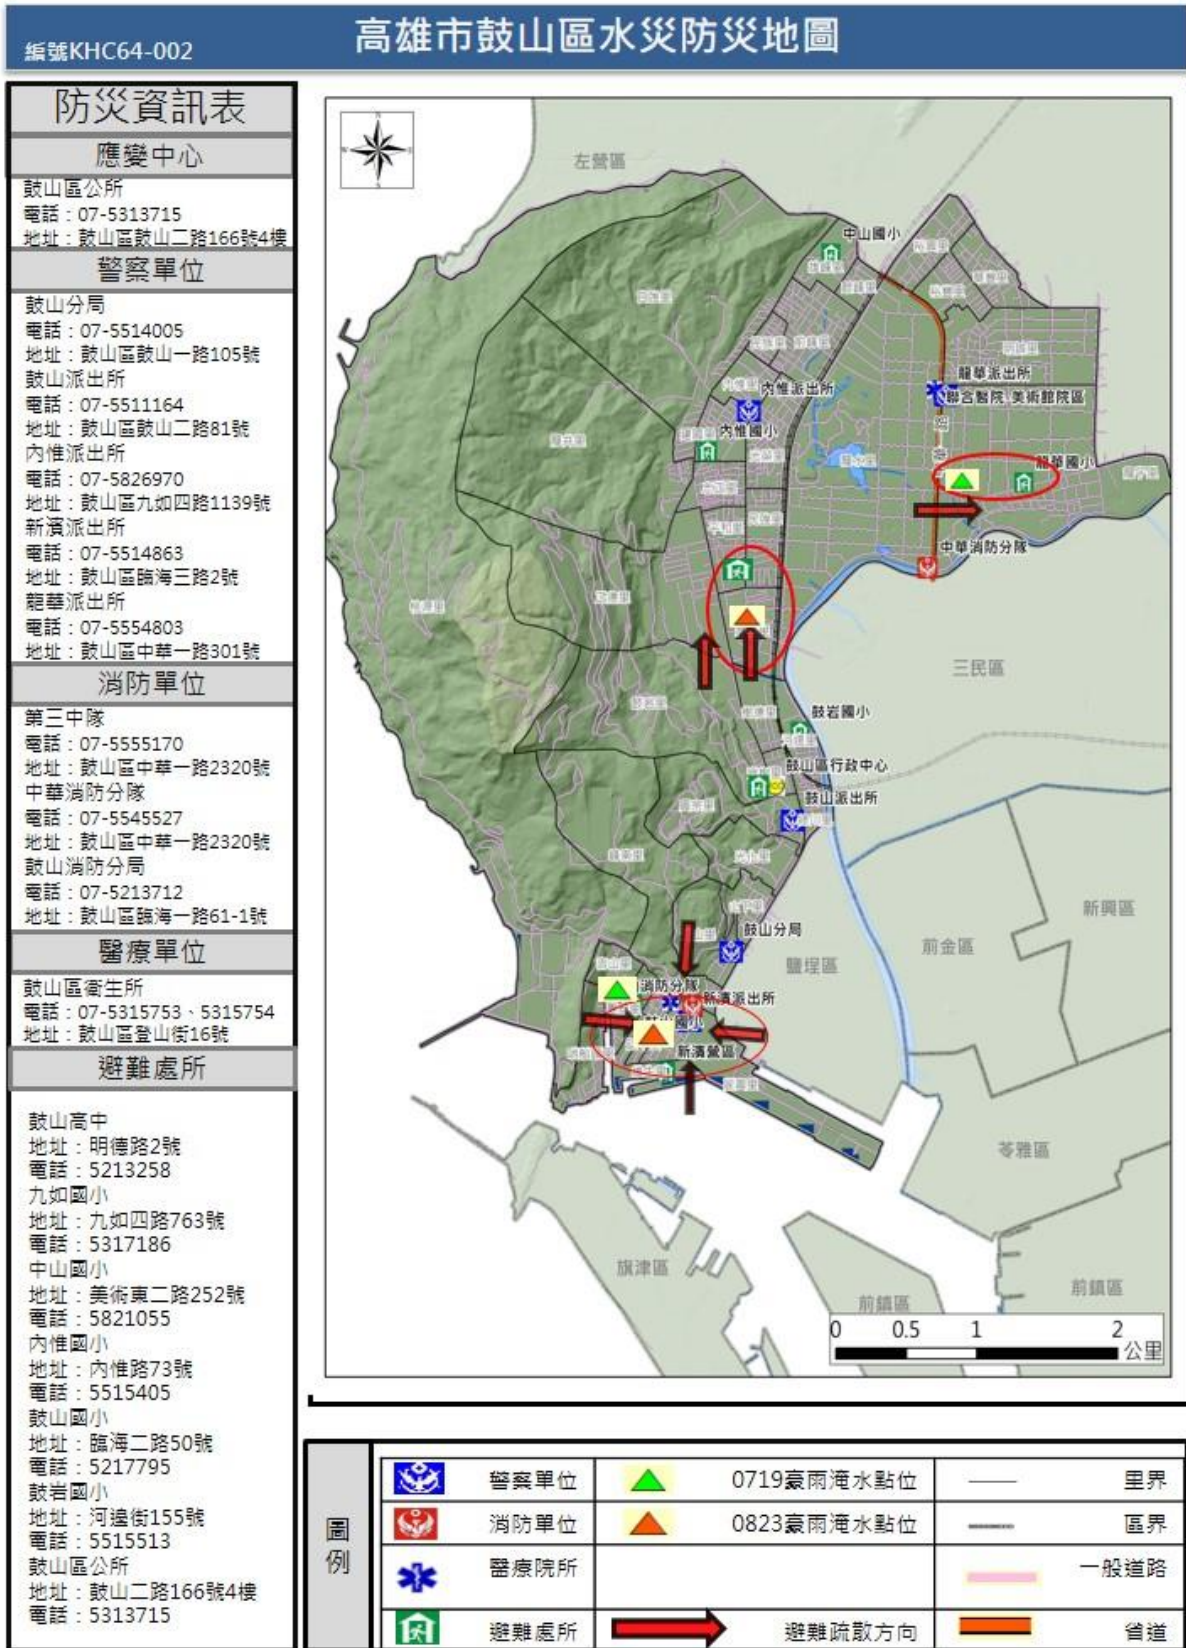 編號KHC64-002
高雄市鼓山區水災防災地圖
防災資訊表
應變中心
鼓山區公所
電話：07-5313715
地址：鼓山區鼓山二路166號4樓
警察單位
鼓山分局
電話：07-5514005
地址：鼓山區鼓山一路105號
鼓山派出所
電話：07-5511164
地址：鼓山區鼓山二路81號
內惟派出所
電話：07-5826970
地址：鼓山區九如四路1139號
新濱派出所
電話：07-5514863
地址：鼓山區臨海三路2號
龍華派出所
電話：07-5554803
地址：鼓山區中華一路301號
消防單位
第三中隊
電話：07-5555170
地址：鼓山區中華一路2320號
中華消防分隊
電話：07-5545527
地址：鼓山區中華一路2320號
鼓山消防分局
電話：07-5213712
地址：鼓山區臨海一路61-1號
醫療單位
鼓山區衛生所
電話：07-5315753、5315754
地址：鼓山區登山街16號
避難處所
鼓山高中
地址：明德路2號
電話：5213258
九如國小
地址：九如四路763號
電話：5317186
中山國小
地址：美術東二路252號
電話：5821055
內惟國小
地址：內惟路73號
電話：5515405
鼓山國小
地址：臨海二路50號
電話：5217795
鼓岩國小
地址：河邊街155號
電話：5515513
鼓山區公所
地址：鼓山二路166號4樓
電話：5313715
左營區
中山國小
龍華派出所
內惟派出所
聯合醫院 美術館院區
內惟國小
龍水里
龍華國小
平和里
中華消防分隊
三民區
鼓岩國小
鼓山區行政中心
鼓山派出所
新興區
前金區
鼓山分局
鹽埕區
消防分隊
新濱派出所
國小
新濱營區
苓雅區
旗津區
前鎮區
前鎮區
0 0.5 1 2
公里
圖例
警察單位 0719豪雨淹水點位 里界
消防單位 0823豪雨淹水點位 區界
醫療院所 一般道路
避難處所 避難疏散方向 省道